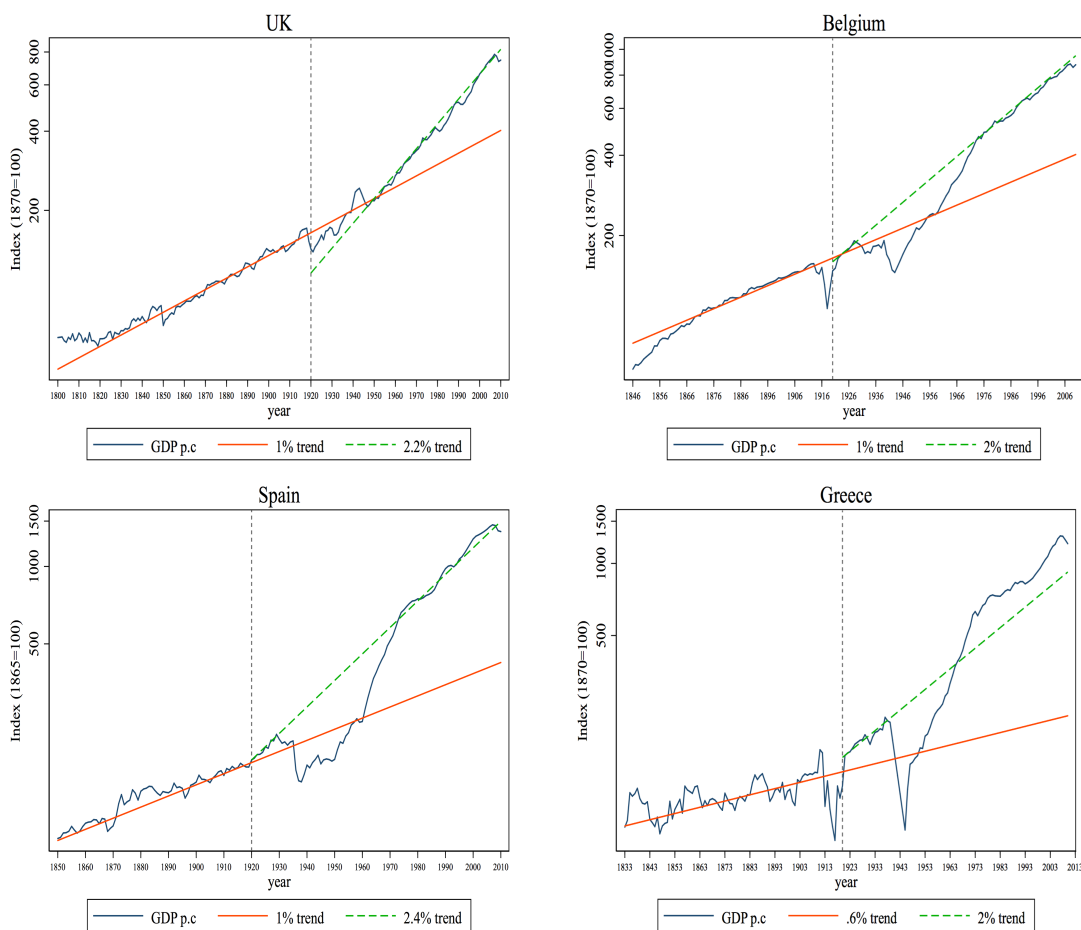 UK
Index (1870=100)
800
600
400
200
1800 1810 1820 1830 1840 1850 1860 1870 1880 1890 1900 1910 1920 1930 1940 1950 1960 1970 1980 1990 2000 2010
year
GDP p.c 1% trend 2.2% trend
Belgium
Index (1870=100)
1000
800
600
400
200
1846 1856 1866 1876 1886 1896 1906 1916 1926 1936 1946 1956 1966 1976 1986 1996 2006
year
GDP p.c 1% trend 2% trend
Spain
Index (1865=100)
1500
1000
500
1850 1860 1870 1880 1890 1900 1910 1920 1930 1940 1950 1960 1970 1980 1990 2000 2010
year
GDP p.c 1% trend 2.4% trend
Greece
Index (1870=100)
1500
1000
500
1833 1843 1853 1863 1873 1883 1893 1903 1913 1923 1933 1943 1953 1963 1973 1983 1993 2003 2013
year
GDP p.c .6% trend 2% trend